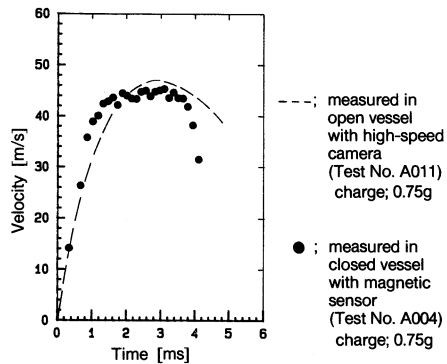 60
50
40
30
20
10
0
Velocity [m/s]
0 1 2 3 4 5 6
Time [ms]
---; measured in
open vessel
with high-speed
camera
(Test No. A011)
charge; 0.75g
● ; measured in
closed vessel
with magnetic
sensor
(Test No. A004)
charge; 0.75g